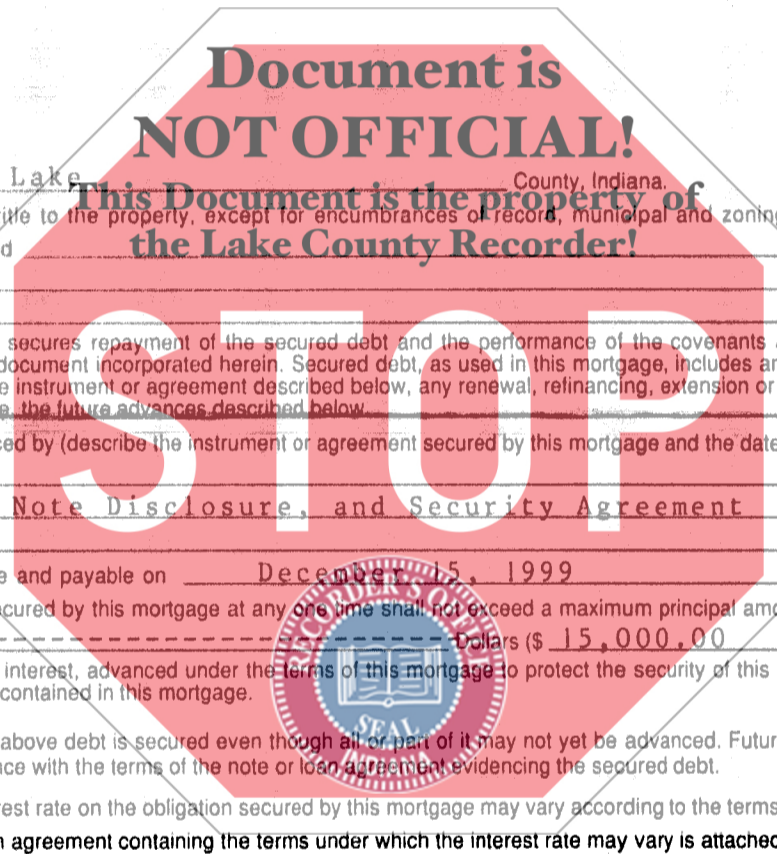 Document is
NOT OFFICIAL!
Lake County, Indiana.
This Document is the property of
itle to the property, except for encumbrances of record, municipal and zoning
d
the Lake County Recorder!
STOP
secures repayment of the secured debt and the performance of the covenants
document incorporated herein. Secured debt, as used in this mortgage, includes an
e instrument or agreement described below, any renewal, refinancing, extension or
e, the future advances described below.
ed by (describe the instrument or agreement secured by this mortgage and the date
Note Disclosure, and Security Agreement
e and payable on December 15, 1999
cured by this mortgage at any one time shall not exceed a maximum principal amo
Dollars ($ 15,000.00
interest, advanced under the terms of this mortgage to protect the security of this
contained in this mortgage.
RECORDER'S OFFICE
SEAL
INDIANA
above debt is secured even though all or part of it may not yet be advanced. Futur
ce with the terms of the note or loan agreement evidencing the secured debt.
rest rate on the obligation secured by this mortgage may vary according to the terms
n agreement containing the terms under which the interest rate may vary is attached